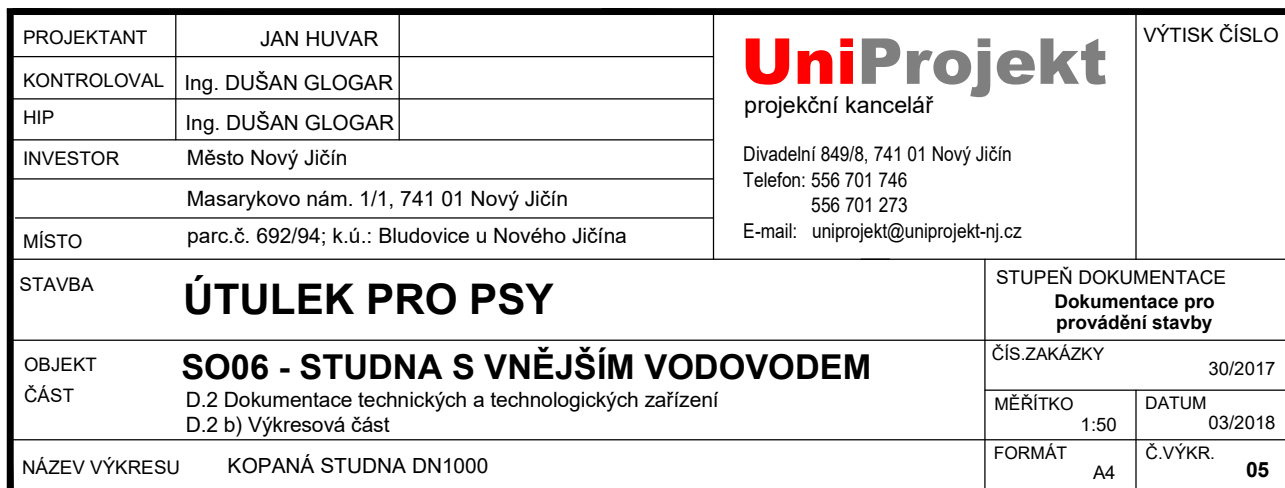 PROJEKTANT JAN HUVAR
KONTROLOVAL Ing. DUŠAN GLOGAR
HIP Ing. DUŠAN GLOGAR
INVESTOR Město Nový Jičín
Masarykovo nám. 1/1, 741 01 Nový Jičín
MÍSTO parc.č. 692/94; k.ú.: Bludovice u Nového Jičína
UniProjekt
projekční kancelář
Divadelní 849/8, 741 01 Nový Jičín
Telefon: 556 701 746
556 701 273
E-mail: uniprojekt@uniprojekt-nj.cz
VÝTISK ČÍSLO
STAVBA ÚTULEK PRO PSY
STUPEŇ DOKUMENTACE
Dokumentace pro
provádění stavby
OBJEKT SO06 - STUDNA S VNĚJŠÍM VODOVODEM
ČÁST D.2 Dokumentace technických a technologických zařízení
D.2 b) Výkresová část
ČÍS.ZAKÁZKY
30/2017
MĚŘÍTKO
1:50
DATUM
03/2018
NÁZEV VÝKRESU KOPANÁ STUDNA DN1000
FORMÁT
A4
Č.VÝKR.
05